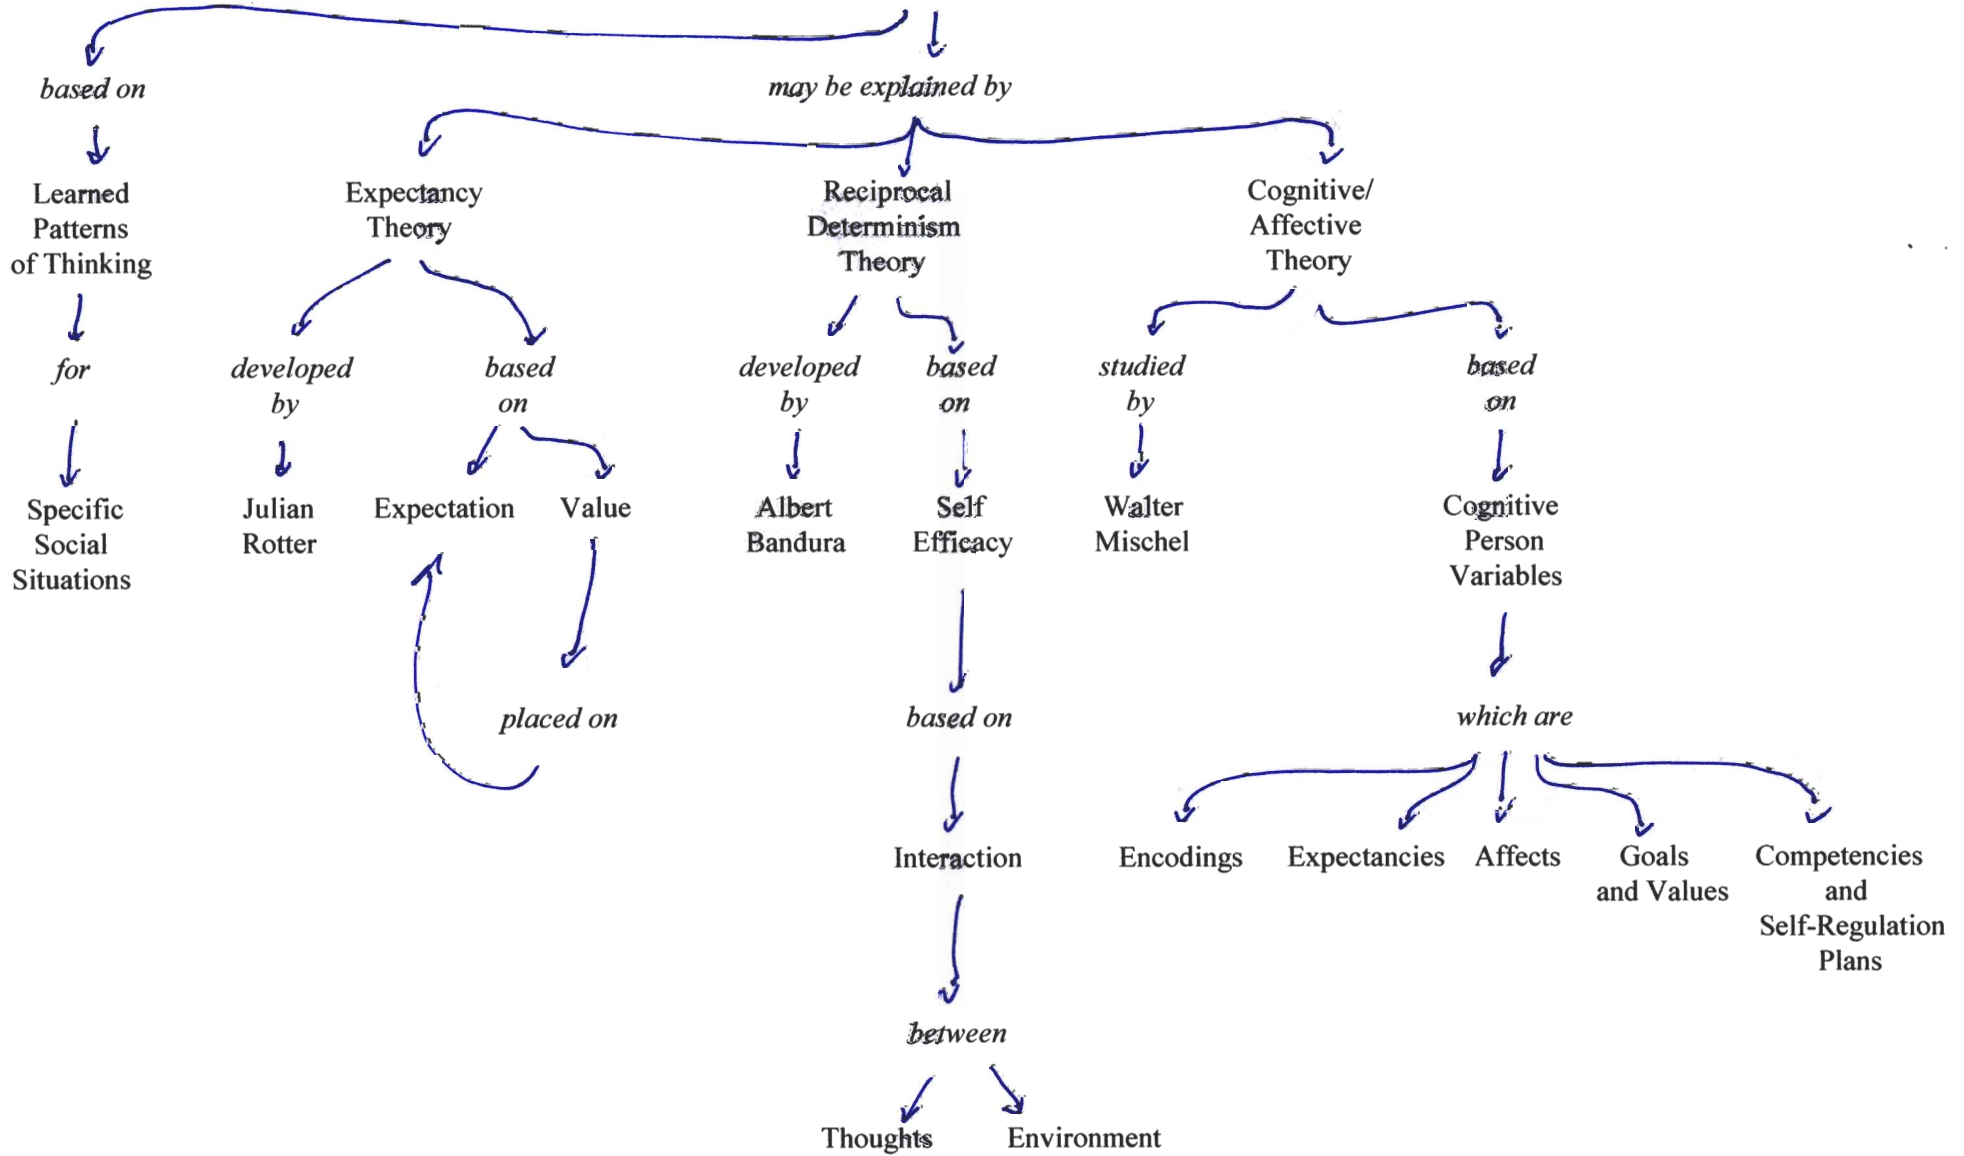 based on
may be explained by
Learned
Patterns
of Thinking
Expectancy
Theory
Reciprocal
Determinism
Theory
Cognitive/
Affective
Theory
for
developed
by
based
on
developed
by
based
on
studied
by
based
on
Specific
Social
Situations
Julian
Rotter
Expectation
Value
Albert
Bandura
Self
Efficacy
Walter
Mischel
Cognitive
Person
Variables
placed on
based on
which are
Interaction
Encodings
Expectancies
Affects
Goals
and Values
Competencies
and
Self-Regulation
Plans
between
Thoughts
Environment